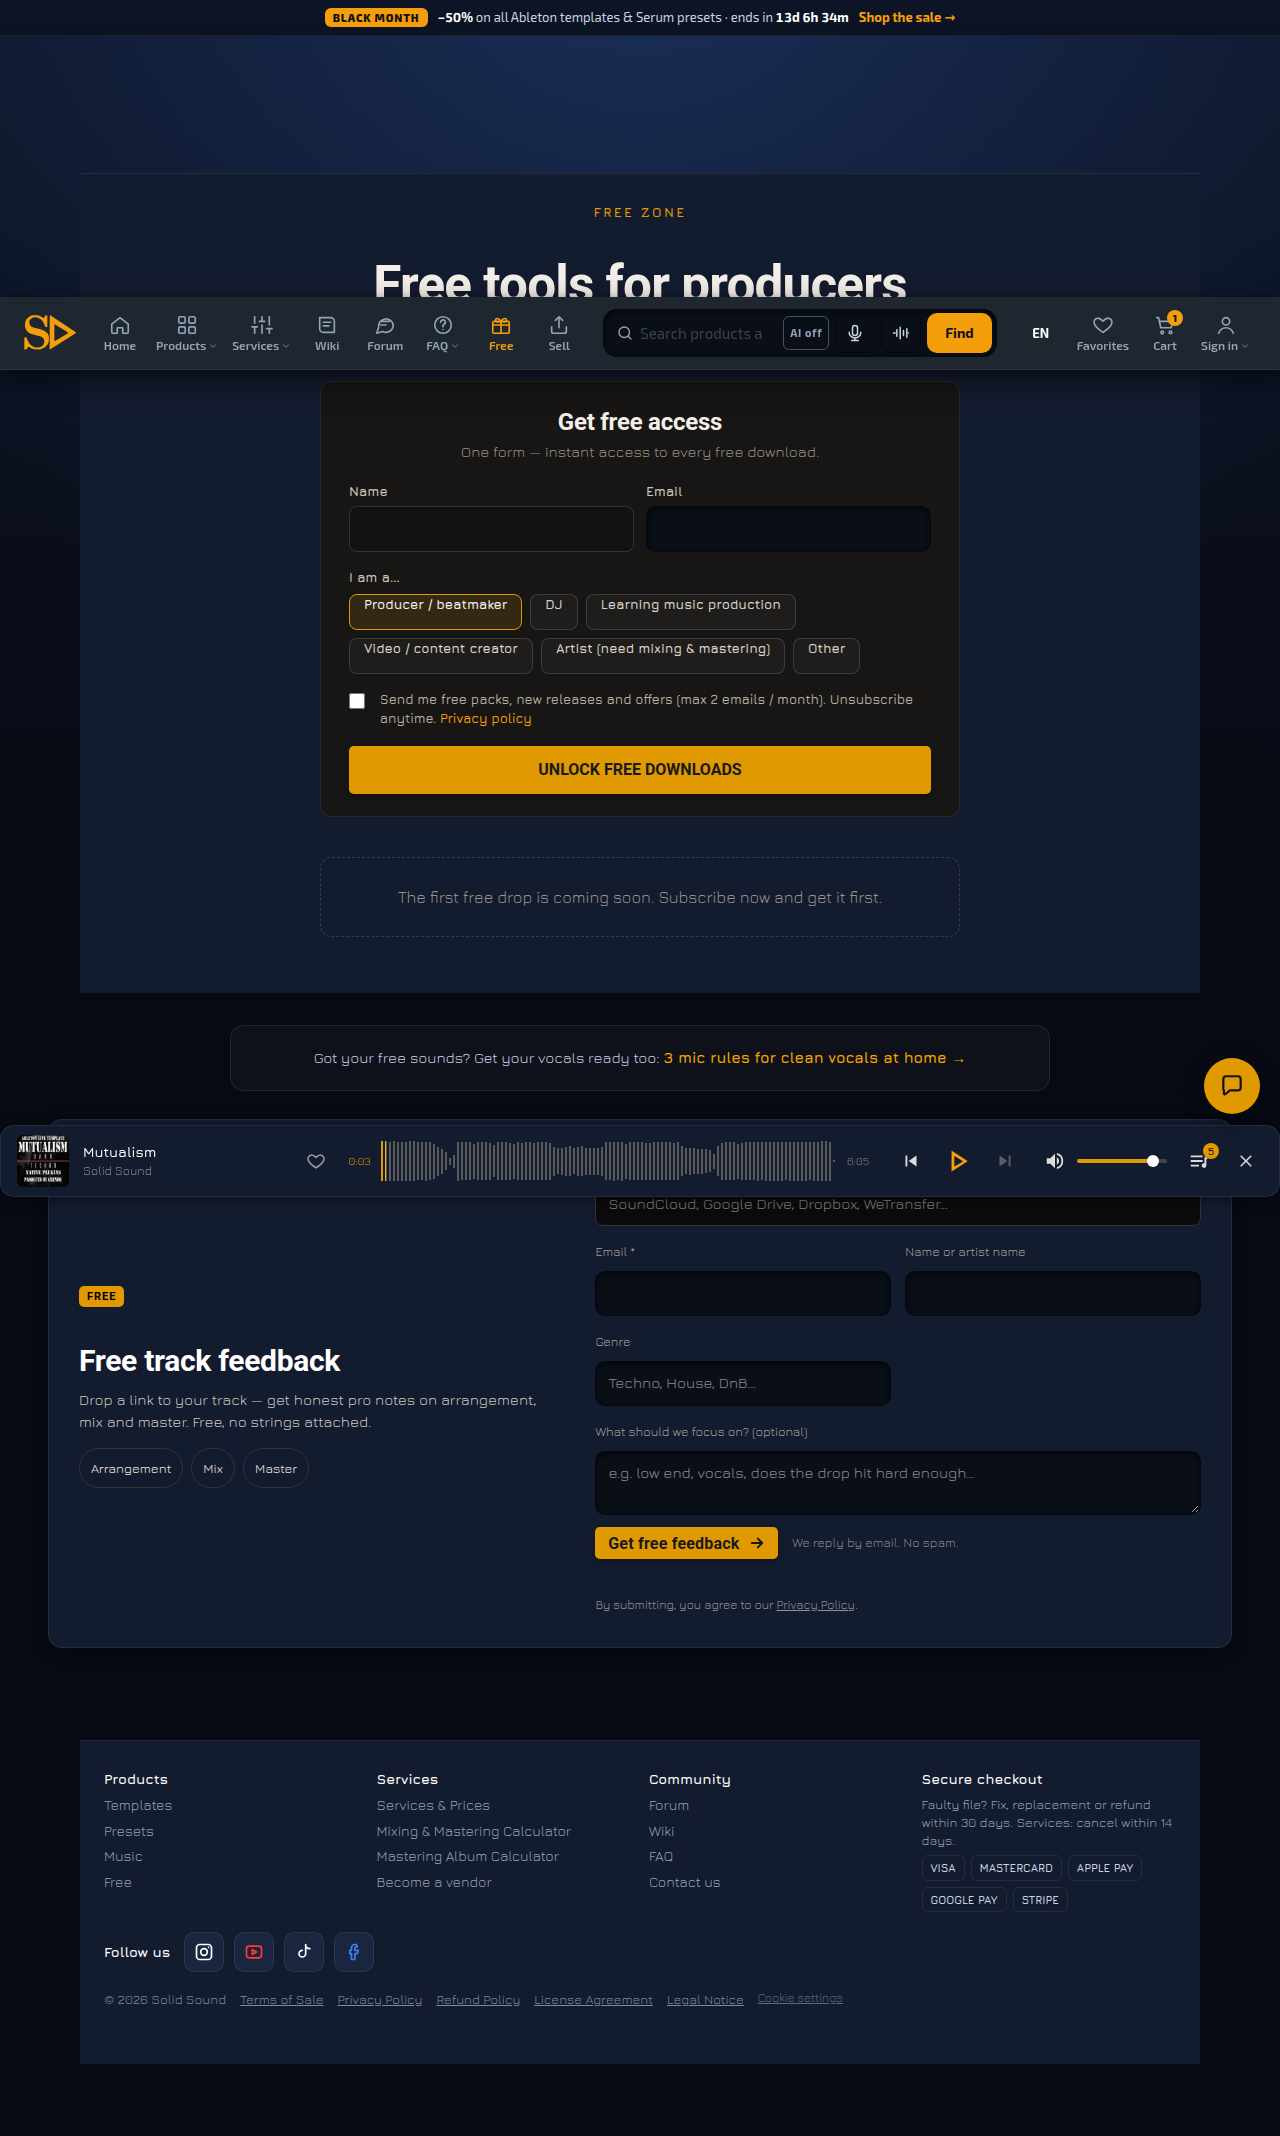 BLACK MONTH −50% on all Ableton templates & Serum presets · ends in 13d 6h 34m Shop the sale →
FREE ZONE
Free tools for producers
Home Products Services Wiki Forum FAQ Free Sell Search products a AI off Find EN Favorites 1 Cart Sign in
Get free access
One form — instant access to every free download.
Name Email
I am a...
Producer / beatmaker DJ Learning music production
Video / content creator Artist (need mixing & mastering) Other
Send me free packs, new releases and offers (max 2 emails / month). Unsubscribe
anytime. Privacy policy
UNLOCK FREE DOWNLOADS
The first free drop is coming soon. Subscribe now and get it first.
Got your free sounds? Get your vocals ready too: 3 mic rules for clean vocals at home →
MUTUALISM
Mutualism
Solid Sound
0:03 6:05 5
SoundCloud, Google Drive, Dropbox, WeTransfer...
Email * Name or artist name
FREE
Genre
Free track feedback
Techno, House, DnB...
Drop a link to your track — get honest pro notes on arrangement,
mix and master. Free, no strings attached.
What should we focus on? (optional)
Arrangement Mix Master
e.g. low end, vocals, does the drop hit hard enough...
Get free feedback → We reply by email. No spam.
By submitting, you agree to our Privacy Policy.
Products Services Community Secure checkout
Templates Services & Prices Forum Faulty file? Fix, replacement or refund
Presets Mixing & Mastering Calculator Wiki within 30 days. Services: cancel within 14
days.
Music Mastering Album Calculator FAQ VISA MASTERCARD APPLE PAY
Free Become a vendor Contact us GOOGLE PAY STRIPE
Follow us
© 2026 Solid Sound Terms of Sale Privacy Policy Refund Policy License Agreement Legal Notice Cookie settings